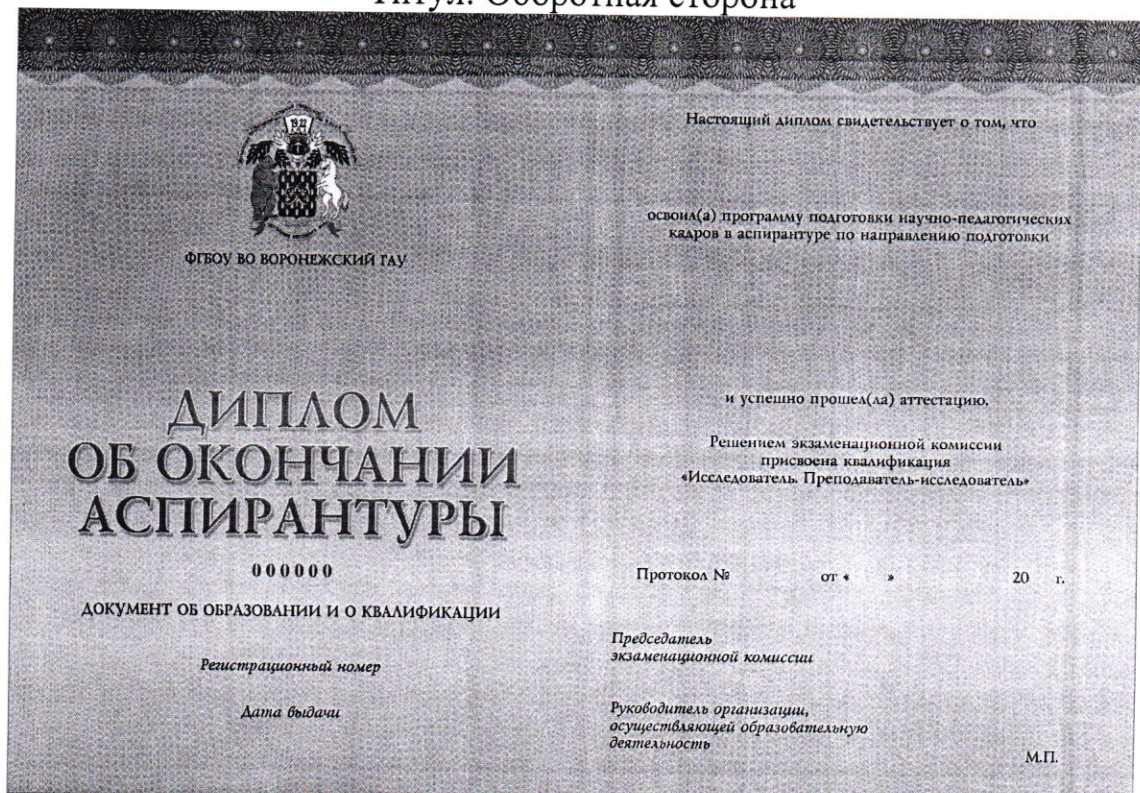 Титул. Оборотная сторона
ФГБОУ ВО ВОРОНЕЖСКИЙ ГАУ
ДИПЛОМ
ОБ ОКОНЧАНИИ
АСПИРАНТУРЫ
000000
ДОКУМЕНТ ОБ ОБРАЗОВАНИИ И О КВАЛИФИКАЦИИ
Регистрационный номер
Дата выдачи
Настоящий диплом свидетельствует о том, что
освоил(а) программу подготовки научно-педагогических
кадров в аспирантуре по направлению подготовки
и успешно прошел(ла) аттестацию.
Решением экзаменационной комиссии
присвоена квалификация
«Исследователь. Преподаватель-исследователь»
Протокол № от « » 20 г.
Председатель
экзаменационной комиссии
Руководитель организации,
осуществляющей образовательную
деятельность
М.П.